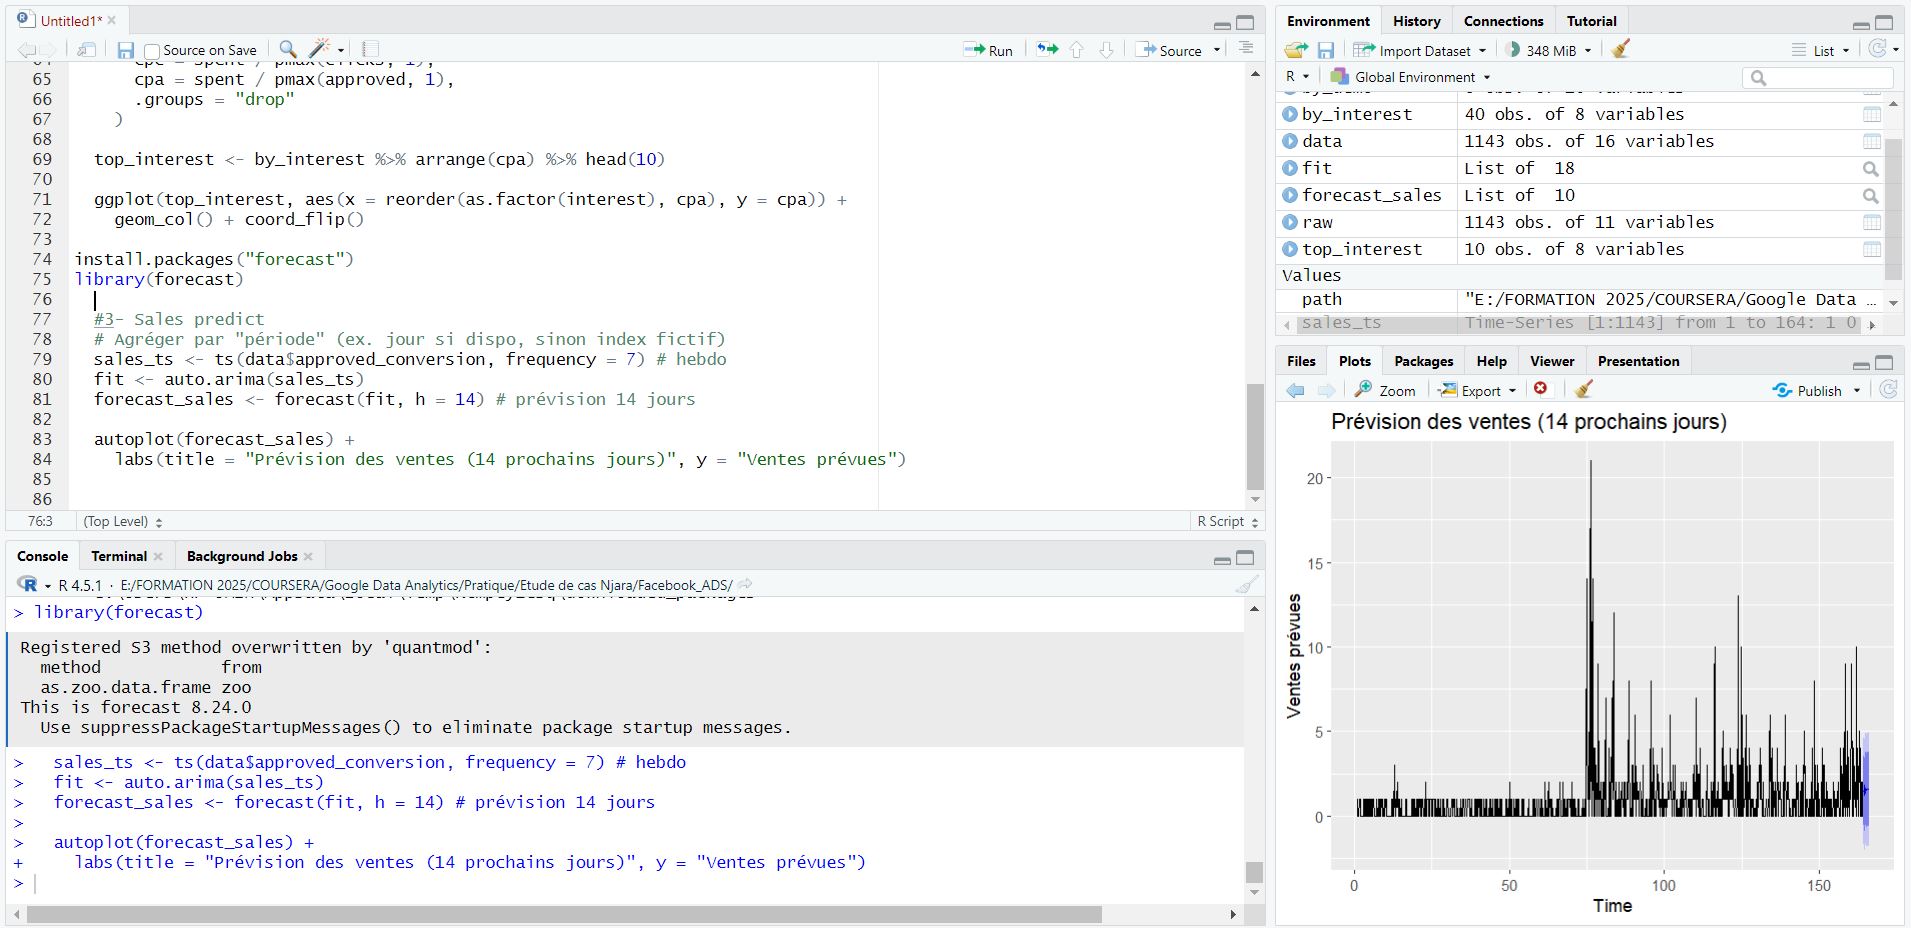 Untitled1*
Source on Save
Run
Source
65 cpa = spent / pmax(approved, 1),
66 .groups = "drop"
67 )
68
69 top_interest <- by_interest %>% arrange(cpa) %>% head(10)
70
71 ggplot(top_interest, aes(x = reorder(as.factor(interest), cpa), y = cpa)) +
72 geom_col() + coord_flip()
73
74 install.packages("forecast")
75 library(forecast)
76
77 #3- Sales predict
78 # Agréger par "période" (ex. jour si dispo, sinon index fictif)
79 sales_ts <- ts(data$approved_conversion, frequency = 7) # hebdo
80 fit <- auto.arima(sales_ts)
81 forecast_sales <- forecast(fit, h = 14) # prévision 14 jours
82
83 autoplot(forecast_sales) +
84 labs(title = "Prévision des ventes (14 prochains jours)", y = "Ventes prévues")
85
86
76:3 (Top Level) R Script
Console Terminal Background Jobs
R 4.5.1 · E:/FORMATION 2025/COURSERA/Google Data Analytics/Pratique/Etude de cas Njara/Facebook_ADS/
> library(forecast)
Registered S3 method overwritten by 'quantmod':
method from
as.zoo.data.frame zoo
This is forecast 8.24.0
Use suppressPackageStartupMessages() to eliminate package startup messages.
> sales_ts <- ts(data$approved_conversion, frequency = 7) # hebdo
> fit <- auto.arima(sales_ts)
> forecast_sales <- forecast(fit, h = 14) # prévision 14 jours
>
> autoplot(forecast_sales) +
+ labs(title = "Prévision des ventes (14 prochains jours)", y = "Ventes prévues")
>
Environment History Connections Tutorial
Import Dataset 348 MiB List
R Global Environment
by_interest 40 obs. of 8 variables
data 1143 obs. of 16 variables
fit List of 18
forecast_sales List of 10
raw 1143 obs. of 11 variables
top_interest 10 obs. of 8 variables
Values
path "E:/FORMATION 2025/COURSERA/Google Data …
sales_ts Time-Series [1:1143] from 1 to 164: 1 0
Files Plots Packages Help Viewer Presentation
Zoom Export Publish
Prévision des ventes (14 prochains jours)
Ventes prévues
20
15
10
5
0
0 50 100 150
Time